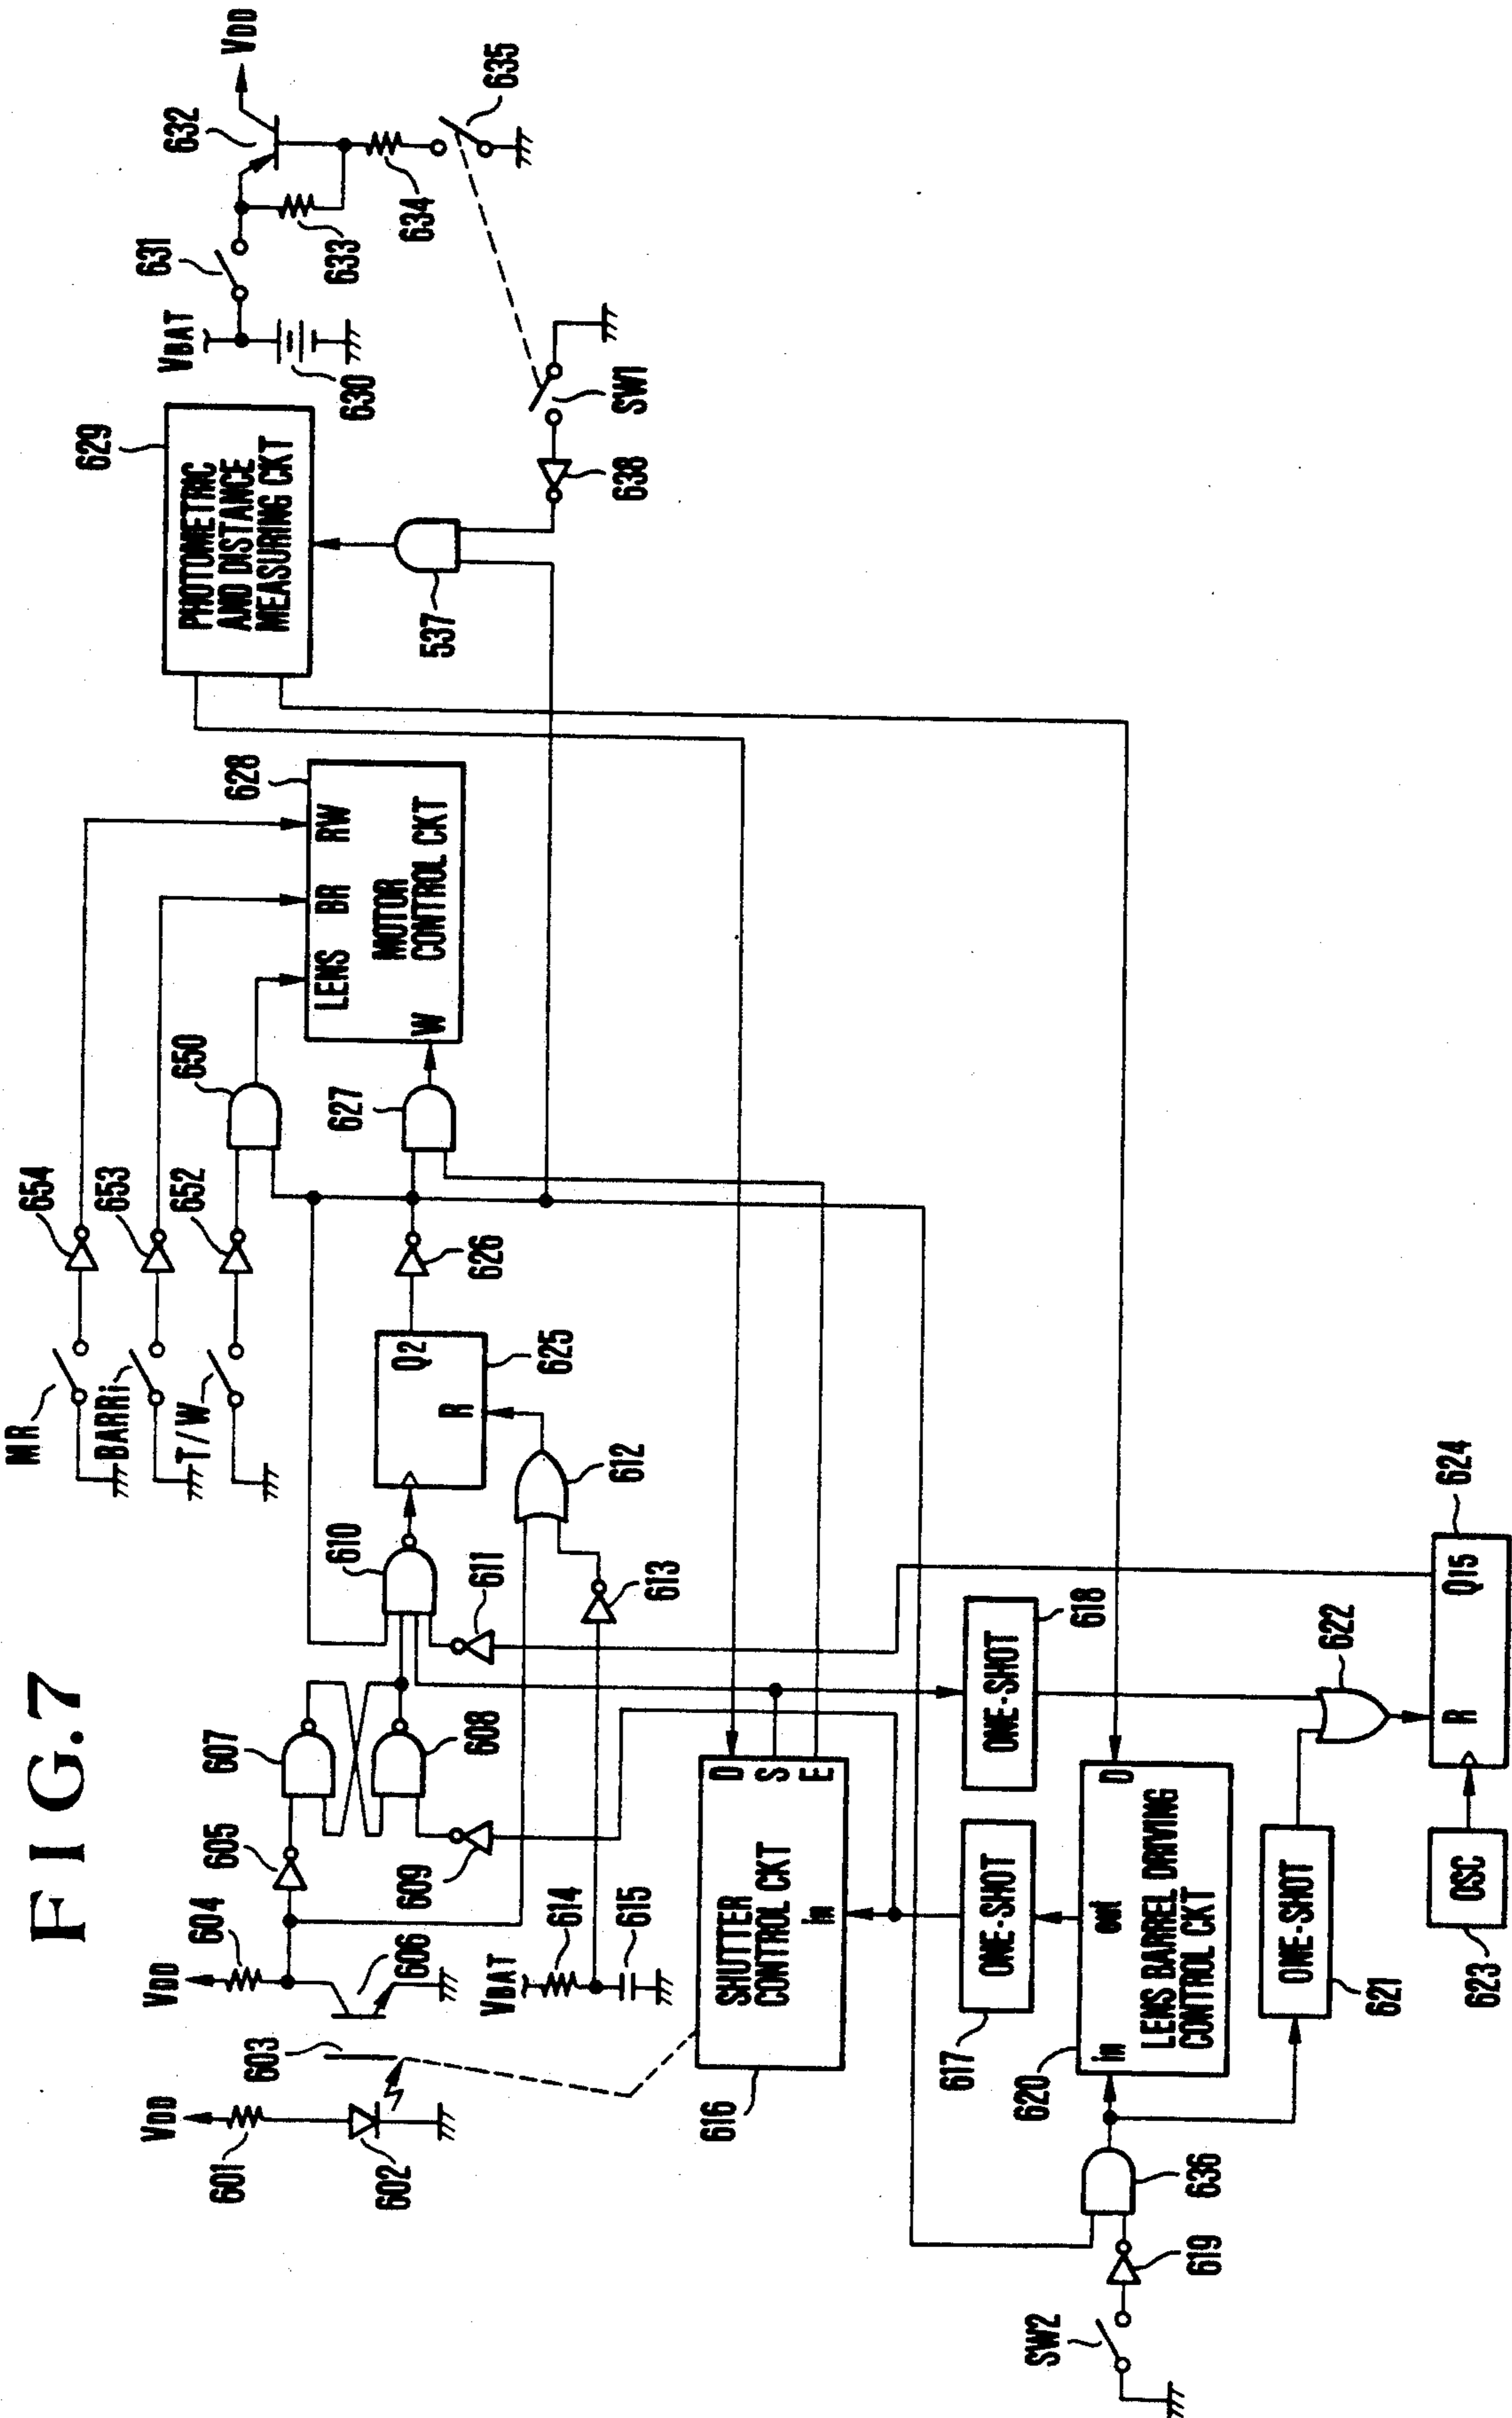 FIG.7
MR
BARRi
T/W
654
653
652
650
627
626
628
LENS
BR
RW
W
MOTOR
CONTROL CKT
629
PHOTOMETRIC
AND DISTANCE
MEASURING CKT
537
638
SW1
VBAT
630
631
632
633
634
635
VDD
VDD
601
602
603
VDD
604
605
606
607
608
609
610
611
612
613
VBAT
614
615
Q2
R
625
616
SHUTTER
CONTROL CKT
D
S
E
in
617
ONE-SHOT
618
ONE-SHOT
620
in
out
D
LENS BARREL DRIVING
CONTROL CKT
621
ONE-SHOT
622
623
OSC
624
R
Q15
SW2
619
636